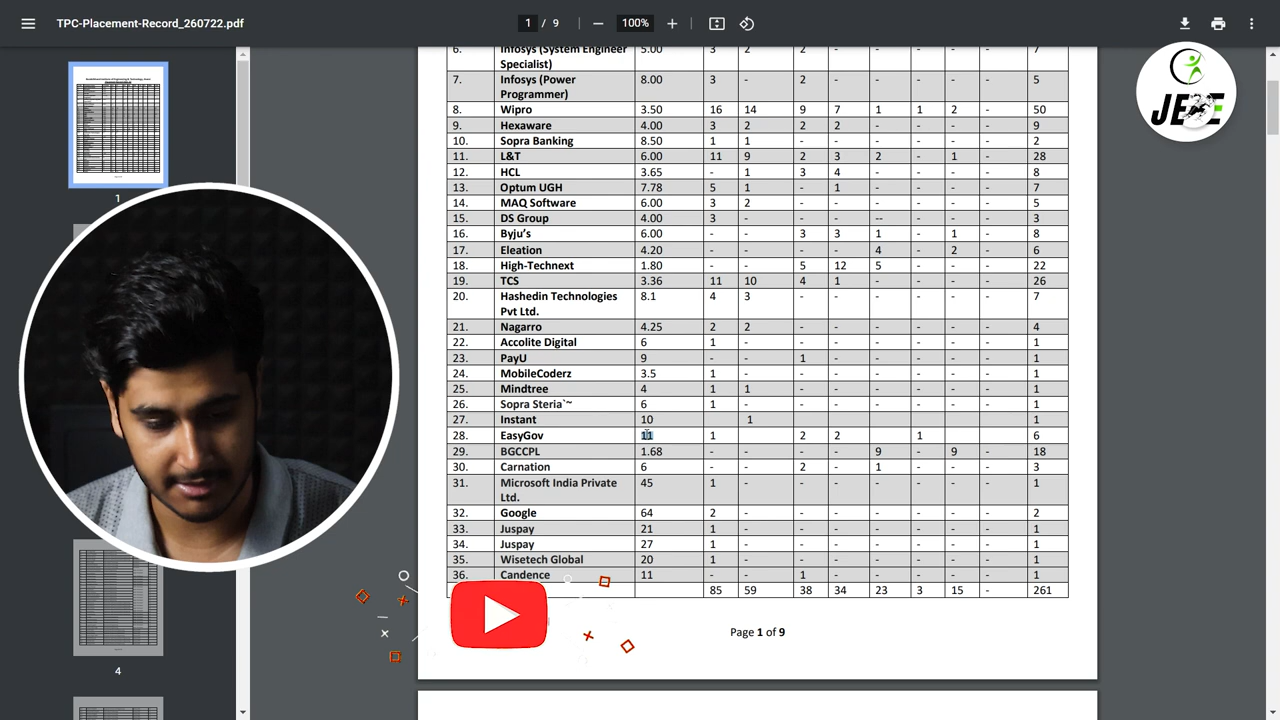 TPC-Placement-Record_260722.pdf 1 / 9 100%
6. Infosys (System Engineer Specialist) 5.00 3 2 2 - - - - - 7
7. Infosys (Power Programmer) 8.00 3 - 2 - - - - - 5
8. Wipro 3.50 16 14 9 7 1 1 2 - 50
9. Hexaware 4.00 3 2 2 2 - - - - 9
10. Sopra Banking 8.50 1 1 - - - - - - 2
11. L&T 6.00 11 9 2 3 2 - 1 - 28
12. HCL 3.65 - 1 3 4 - - - - 8
13. Optum UGH 7.78 5 1 - 1 - - - - 7
14. MAQ Software 6.00 3 2 - - - - - - 5
15. DS Group 4.00 3 - - - -- - - - 3
16. Byju's 6.00 - - 3 3 1 - 1 - 8
17. Eleation 4.20 - - - - 4 - 2 - 6
18. High-Technext 1.80 - - 5 12 5 - - - 22
19. TCS 3.36 11 10 4 1 - - - - 26
20. Hashedin Technologies Pvt Ltd. 8.1 4 3 - - - - - - 7
21. Nagarro 4.25 2 2 - - - - - - 4
22. Accolite Digital 6 1 - - - - - - - 1
23. PayU 9 - - 1 - - - - - 1
24. MobileCoderz 3.5 1 - - - - - - - 1
25. Mindtree 4 1 1 - - - - - - 1
26. Sopra Steria`~ 6 1 - - - - - - - 1
27. Instant 10 1 1
28. EasyGov 11 1 2 2 1 6
29. BGCCPL 1.68 - - - - 9 - 9 - 18
30. Carnation 6 - - 2 - 1 - - - 3
31. Microsoft India Private Ltd. 45 1 - - - - - - - 1
32. Google 64 2 - - - - - - - 2
33. Juspay 21 1 - - - - - - - 1
34. Juspay 27 1 - - - - - - - 1
35. Wisetech Global 20 1 - - - - - - - 1
36. Candence 11 - - 1 - - - - - 1
85 59 38 34 23 3 15 - 261
Page 1 of 9
1
4